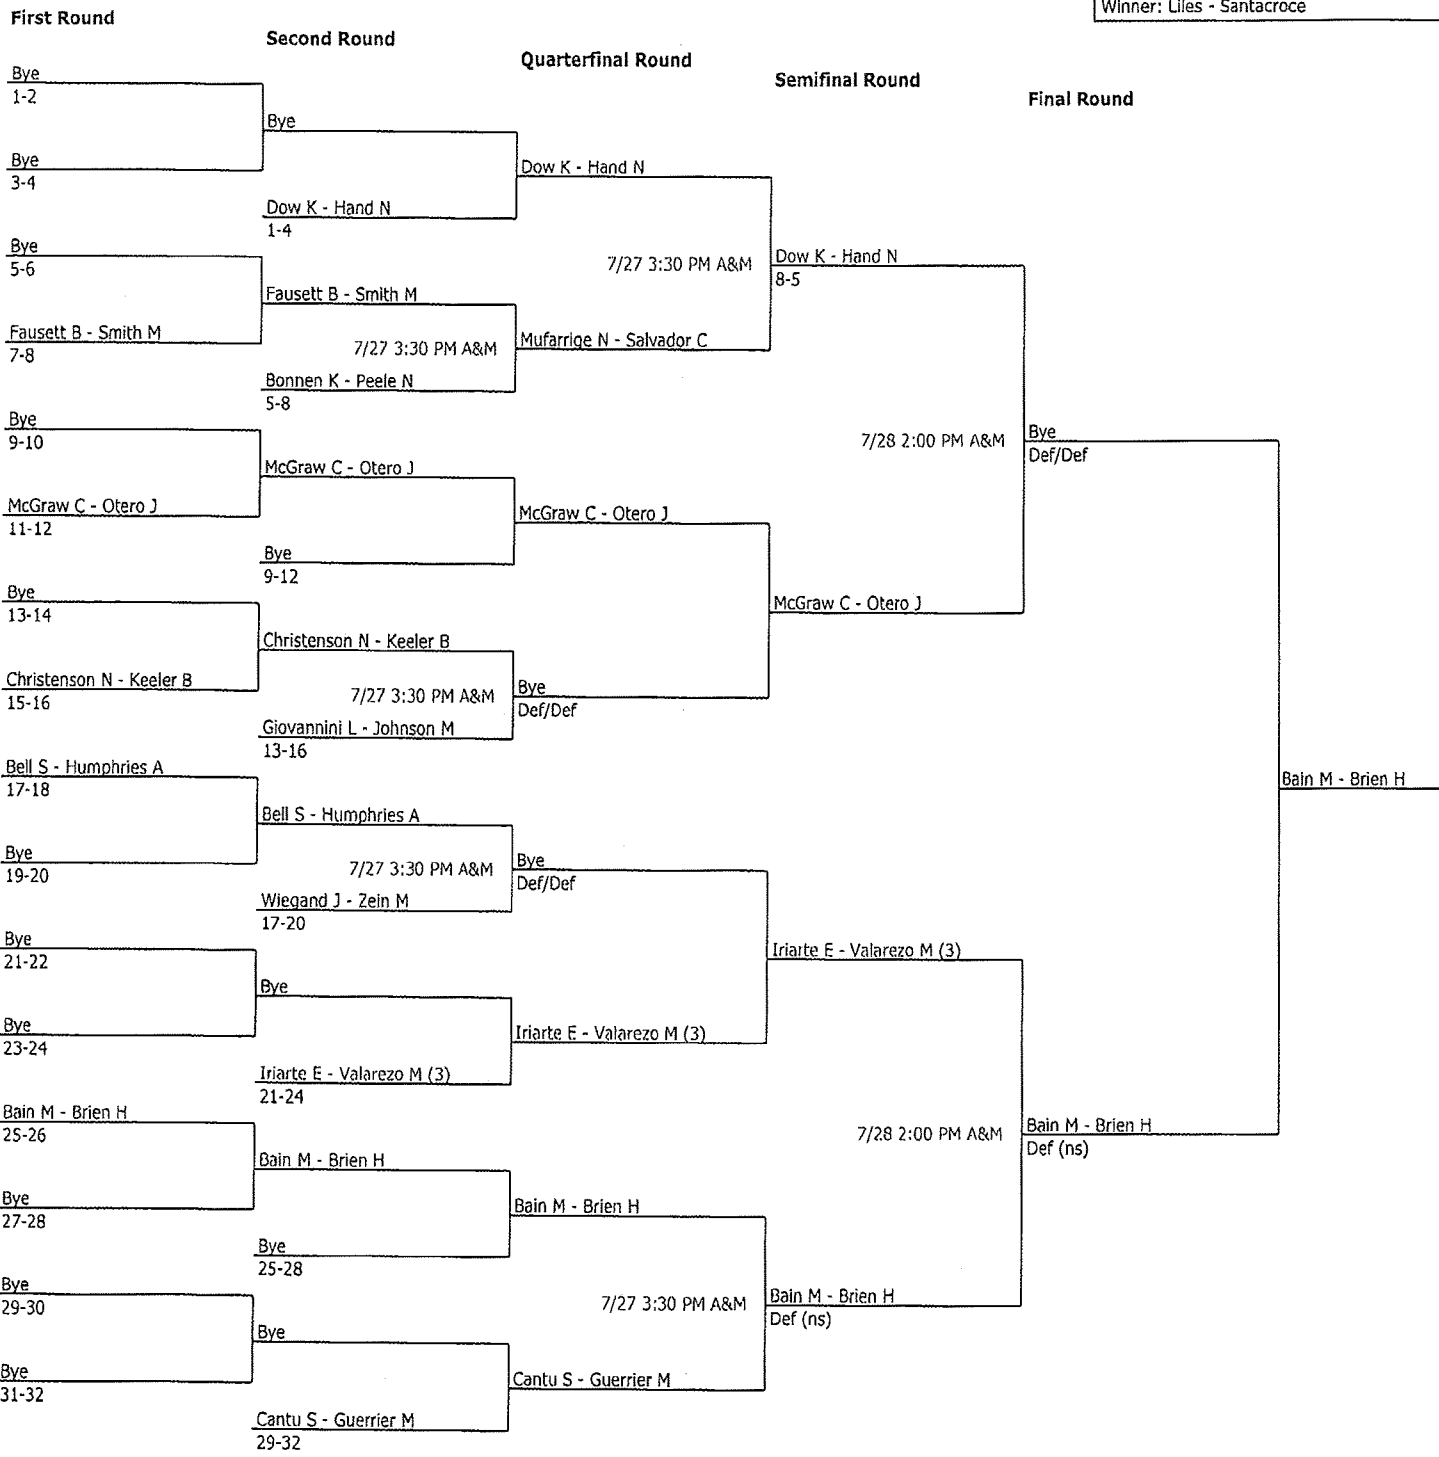 Winner: Liles - Santacroce
First Round
Second Round
Quarterfinal Round
Semifinal Round
Final Round
Bye
1-2
Bye
3-4
Bye
5-6
Fausett B - Smith M
7-8
Bye
9-10
McGraw C - Otero J
11-12
Bye
13-14
Christenson N - Keeler B
15-16
Bell S - Humphries A
17-18
Bye
19-20
Bye
21-22
Bye
23-24
Bain M - Brien H
25-26
Bye
27-28
Bye
29-30
Bye
31-32
Bye
Dow K - Hand N
1-4
Fausett B - Smith M
7/27 3:30 PM A&M
Bonnen K - Peele N
5-8
McGraw C - Otero J
Bye
9-12
Christenson N - Keeler B
7/27 3:30 PM A&M
Giovannini L - Johnson M
13-16
Bell S - Humphries A
7/27 3:30 PM A&M
Wiegand J - Zein M
17-20
Bye
Iriarte E - Valarezo M (3)
21-24
Bain M - Brien H
Bye
25-28
Bye
Cantu S - Guerrier M
29-32
Dow K - Hand N
7/27 3:30 PM A&M
Mufarrige N - Salvador C
McGraw C - Otero J
Bye
Def/Def
Bye
Def/Def
Iriarte E - Valarezo M (3)
Bain M - Brien H
7/27 3:30 PM A&M
Cantu S - Guerrier M
Dow K - Hand N
8-5
7/28 2:00 PM A&M
McGraw C - Otero J
Iriarte E - Valarezo M (3)
7/28 2:00 PM A&M
Bain M - Brien H
Def (ns)
Bye
Def/Def
Bain M - Brien H
Def (ns)
Bain M - Brien H